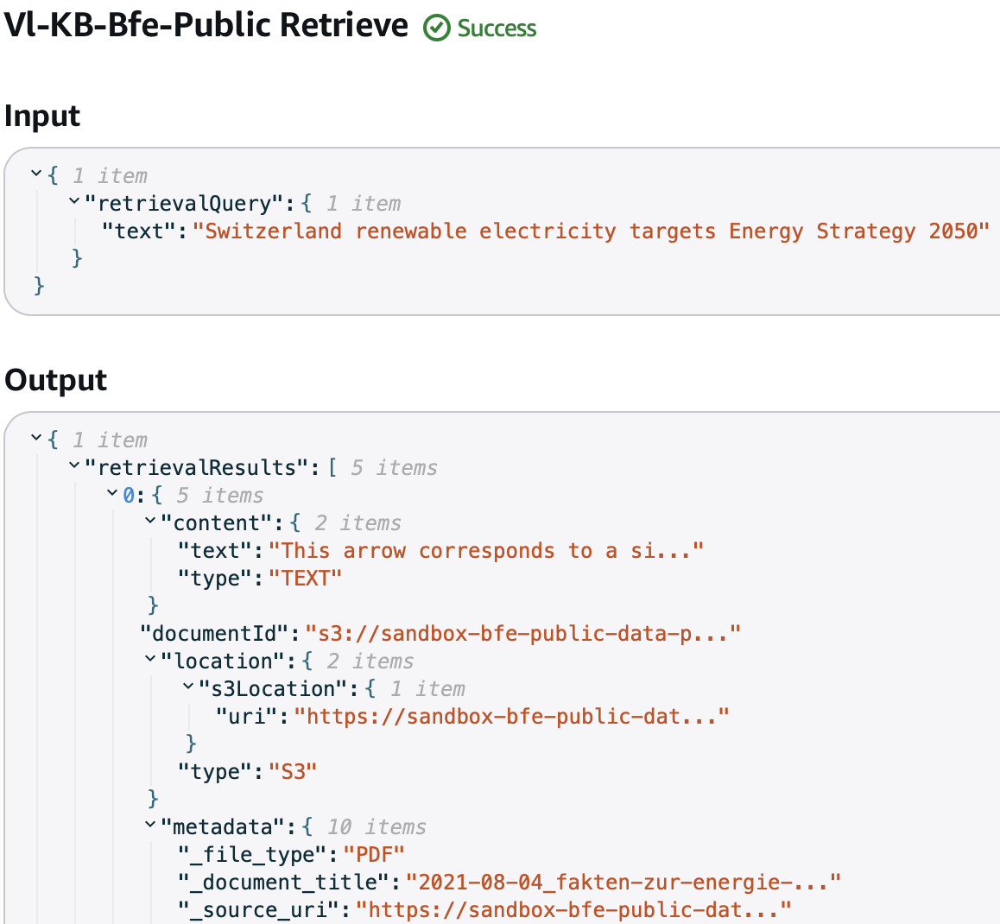 Vl-KB-Bfe-Public Retrieve Success
Input
{ 1 item
"retrievalQuery":{ 1 item
"text":"Switzerland renewable electricity targets Energy Strategy 2050"
}
}
Output
{ 1 item
"retrievalResults":[ 5 items
0:{ 5 items
"content":{ 2 items
"text":"This arrow corresponds to a si..."
"type":"TEXT"
}
"documentId":"s3://sandbox-bfe-public-data-p..."
"location":{ 2 items
"s3Location":{ 1 item
"uri":"https://sandbox-bfe-public-dat..."
}
"type":"S3"
}
"metadata":{ 10 items
"_file_type":"PDF"
"_document_title":"2021-08-04_fakten-zur-energie-..."
"_source_uri":"https://sandbox-bfe-public-dat..."